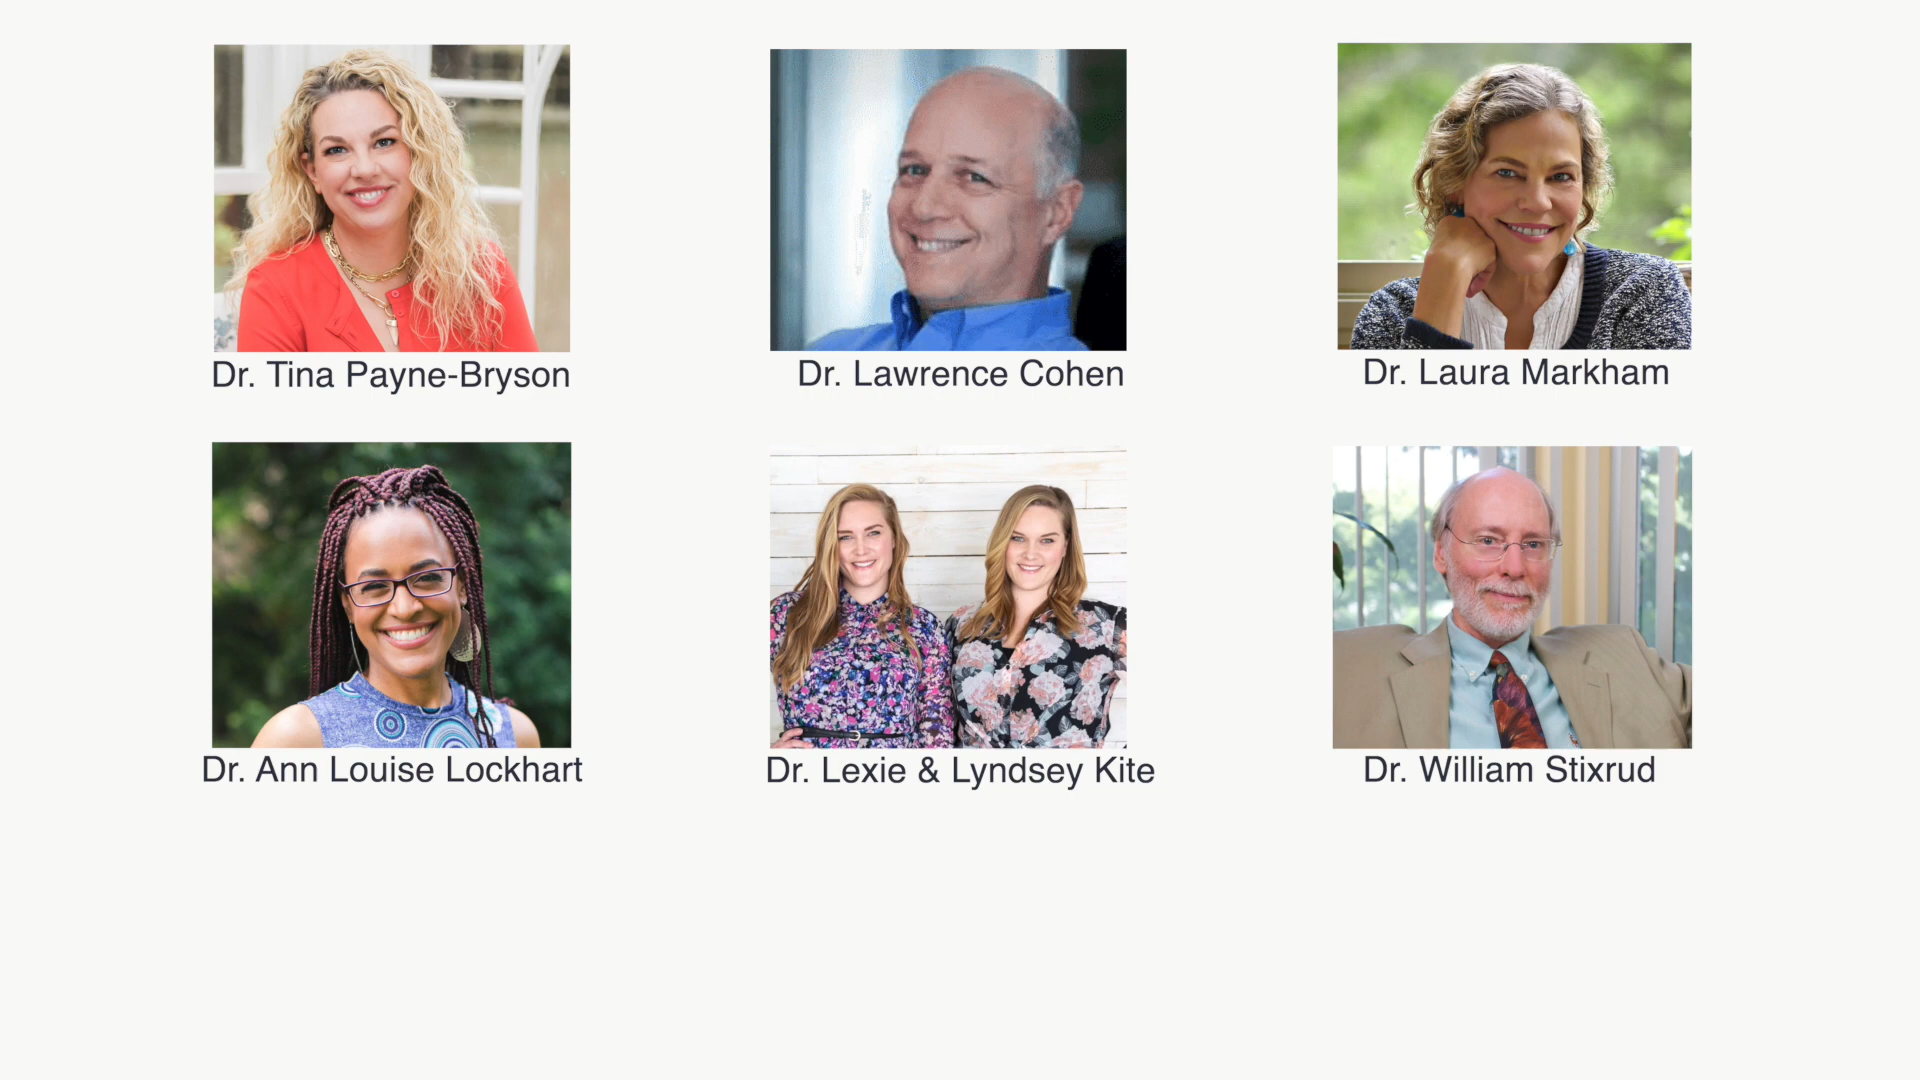 Dr. Tina Payne-Bryson
Dr. Lawrence Cohen
Dr. Laura Markham
Dr. Ann Louise Lockhart
Dr. Lexie & Lyndsey Kite
Dr. William Stixrud